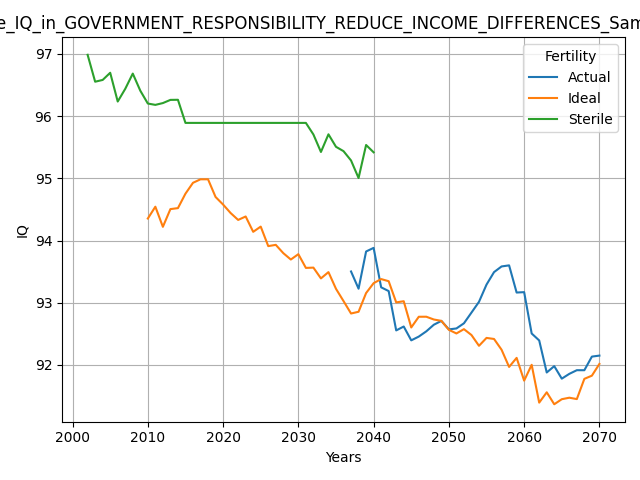 e_IQ_in_GOVERNMENT_RESPONSIBILITY_REDUCE_INCOME_DIFFERENCES_Sam
97
96
95
94
93
92
IQ
Fertility
Actual
Ideal
Sterile
2000 2010 2020 2030 2040 2050 2060 2070
Years